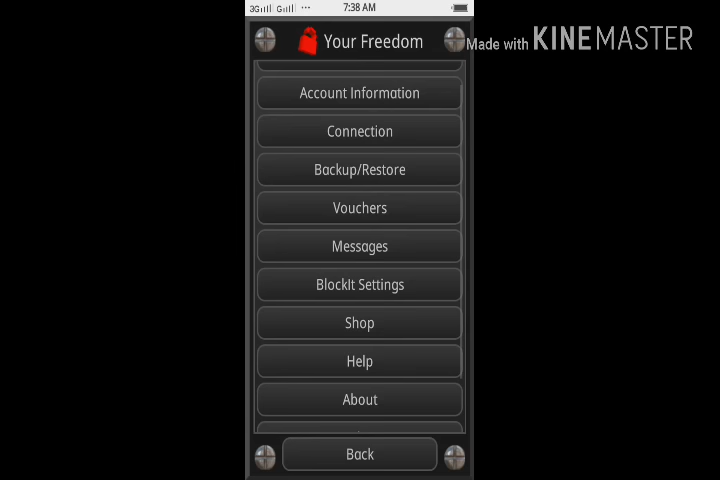 3G G ... 7:38 AM
Your Freedom
Made with KINEMASTER
Account Information
Connection
Backup/Restore
Vouchers
Messages
BlockIt Settings
Shop
Help
About
Back